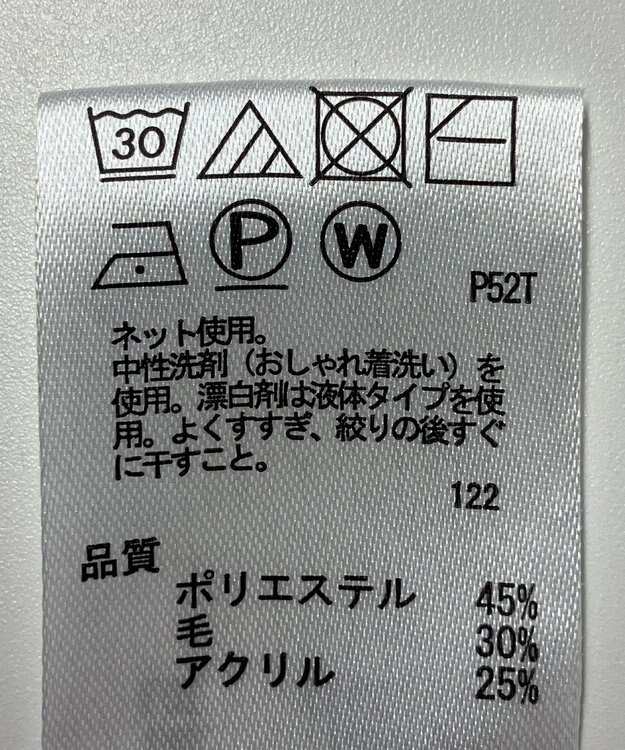 30
P W
P52T
ネット使用。
中性洗剤（おしゃれ着洗い）を
使用。漂白剤は液体タイプを使
用。よくすすぎ、絞りの後すぐ
に干すこと。
122
品質
ポリエステル 45%
毛 30%
アクリル 25%